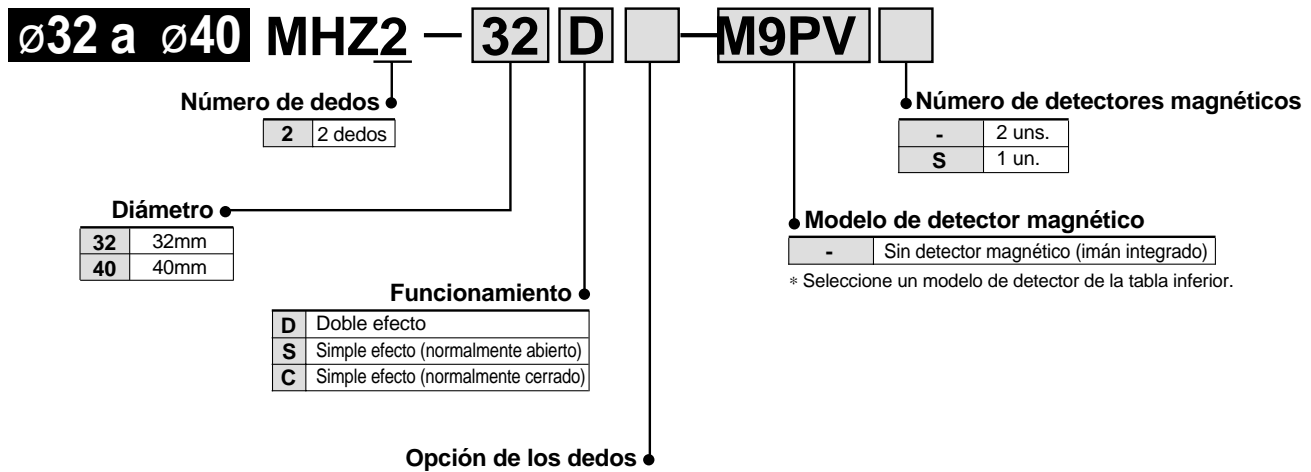 ø32 a ø40 MHZ2 — 32 D — M9PV
Número de dedos
2 2 dedos
Número de detectores magnéticos
- 2 uns.
S 1 un.
Diámetro
32 32mm
40 40mm
Modelo de detector magnético
- Sin detector magnético (imán integrado)
* Seleccione un modelo de detector de la tabla inferior.
Funcionamiento
D Doble efecto
S Simple efecto (normalmente abierto)
C Simple efecto (normalmente cerrado)
Opción de los dedos